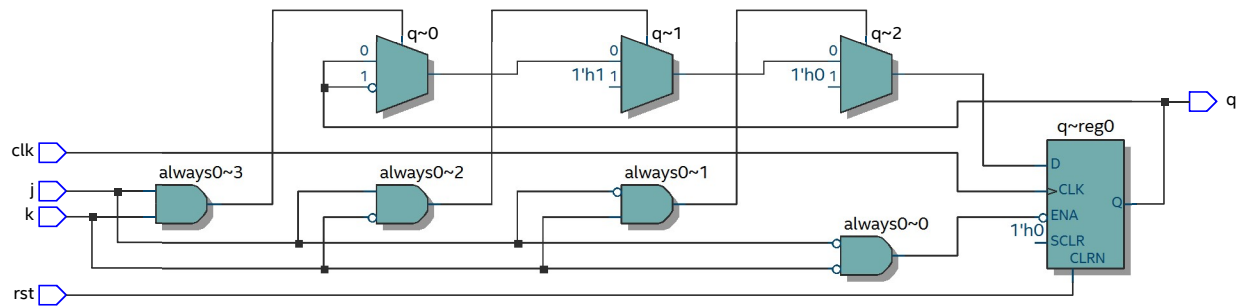 q~0
q~1
q~2
0
1
0
1'h1
1
0
1'h0
1
q
q~reg0
clk
always0~3
always0~2
always0~1
D
j
CLK
Q
k
always0~0
ENA
1'h0
SCLR
CLRN
rst